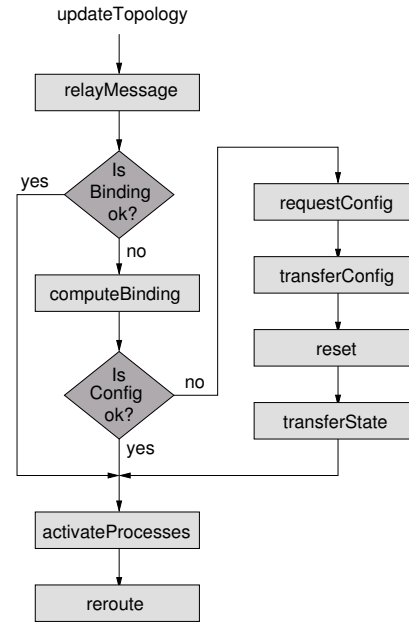 updateTopology
relayMessage
Is
Binding
ok?
yes
no
computeBinding
Is
Config
ok?
no
yes
requestConfig
transferConfig
reset
transferState
activateProcesses
reroute